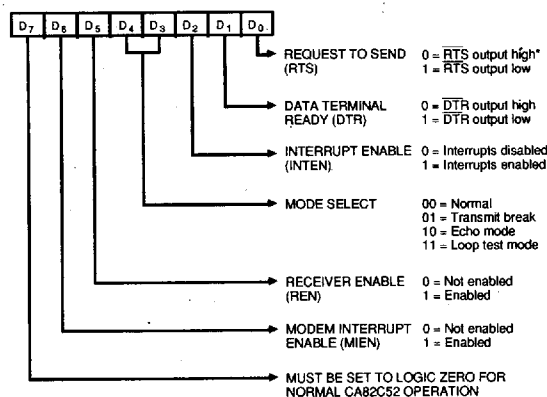 D7 D6 D5 D4 D3 D2 D1 D0
REQUEST TO SEND 0 = RTS output high*
(RTS) 1 = RTS output low
DATA TERMINAL 0 = DTR output high
READY (DTR) 1 = DTR output low
INTERRUPT ENABLE 0 = Interrupts disabled
(INTEN) 1 = Interrupts enabled
MODE SELECT 00 = Normal
01 = Transmit break
10 = Echo mode
11 = Loop test mode
RECEIVER ENABLE 0 = Not enabled
(REN) 1 = Enabled
MODEM INTERRUPT 0 = Not enabled
ENABLE (MIEN) 1 = Enabled
MUST BE SET TO LOGIC ZERO FOR
NORMAL CA82C52 OPERATION